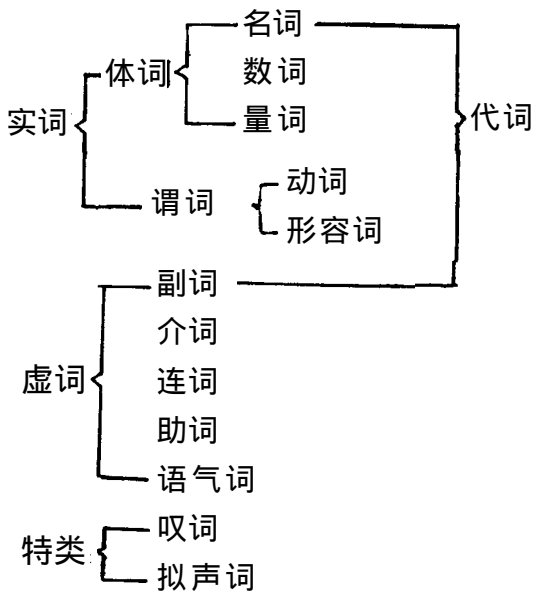 名词
体词 数词
实词 量词 代词
谓词 动词
形容词
副词
介词
虚词 连词
助词
语气词
特类 叹词
拟声词